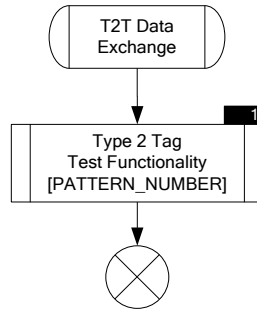 T2T Data
Exchange
1
Type 2 Tag
Test Functionality
[PATTERN_NUMBER]